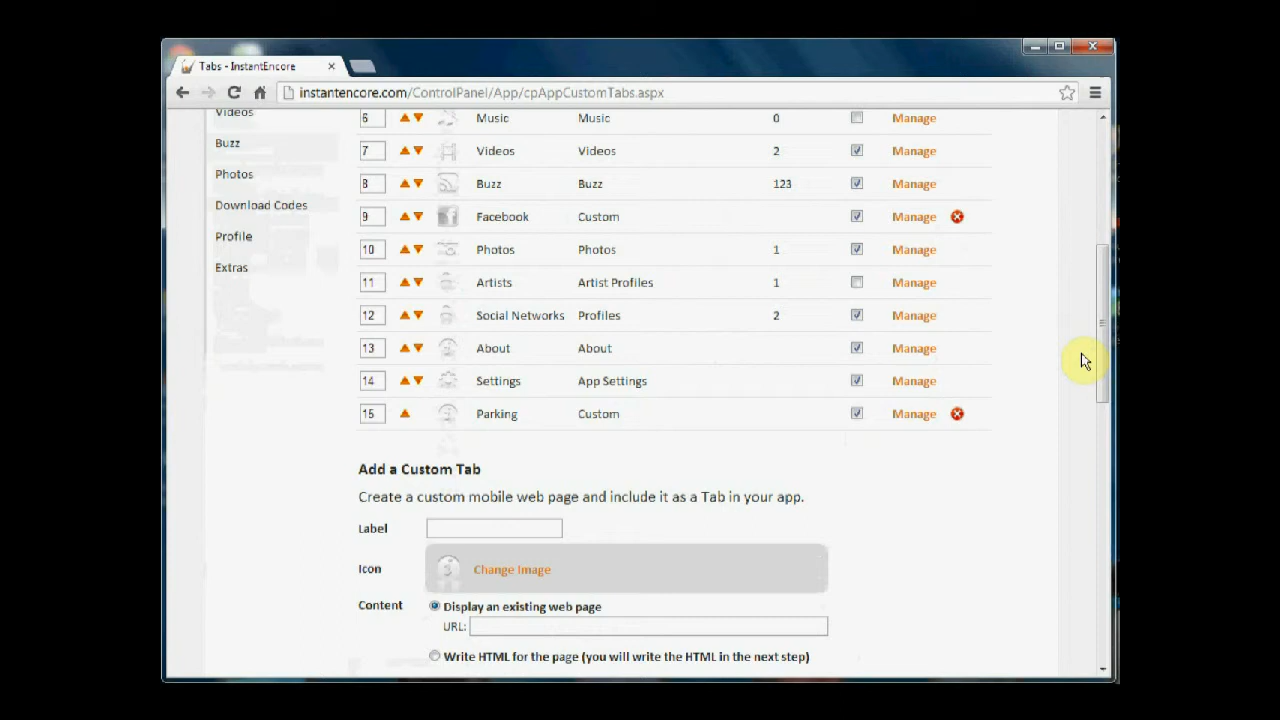 Tabs - InstantEncore
instantencore.com/ControlPanel/App/cpAppCustomTabs.aspx
Videos
Buzz
Photos
Download Codes
Profile
Extras
6 Music Music 0 Manage
7 Videos Videos 2 Manage
8 Buzz Buzz 123 Manage
9 Facebook Custom Manage
10 Photos Photos 1 Manage
11 Artists Artist Profiles 1 Manage
12 Social Networks Profiles 2 Manage
13 About About Manage
14 Settings App Settings Manage
15 Parking Custom Manage
Add a Custom Tab
Create a custom mobile web page and include it as a Tab in your app.
Label
Icon Change Image
Content Display an existing web page
URL:
Write HTML for the page (you will write the HTML in the next step)